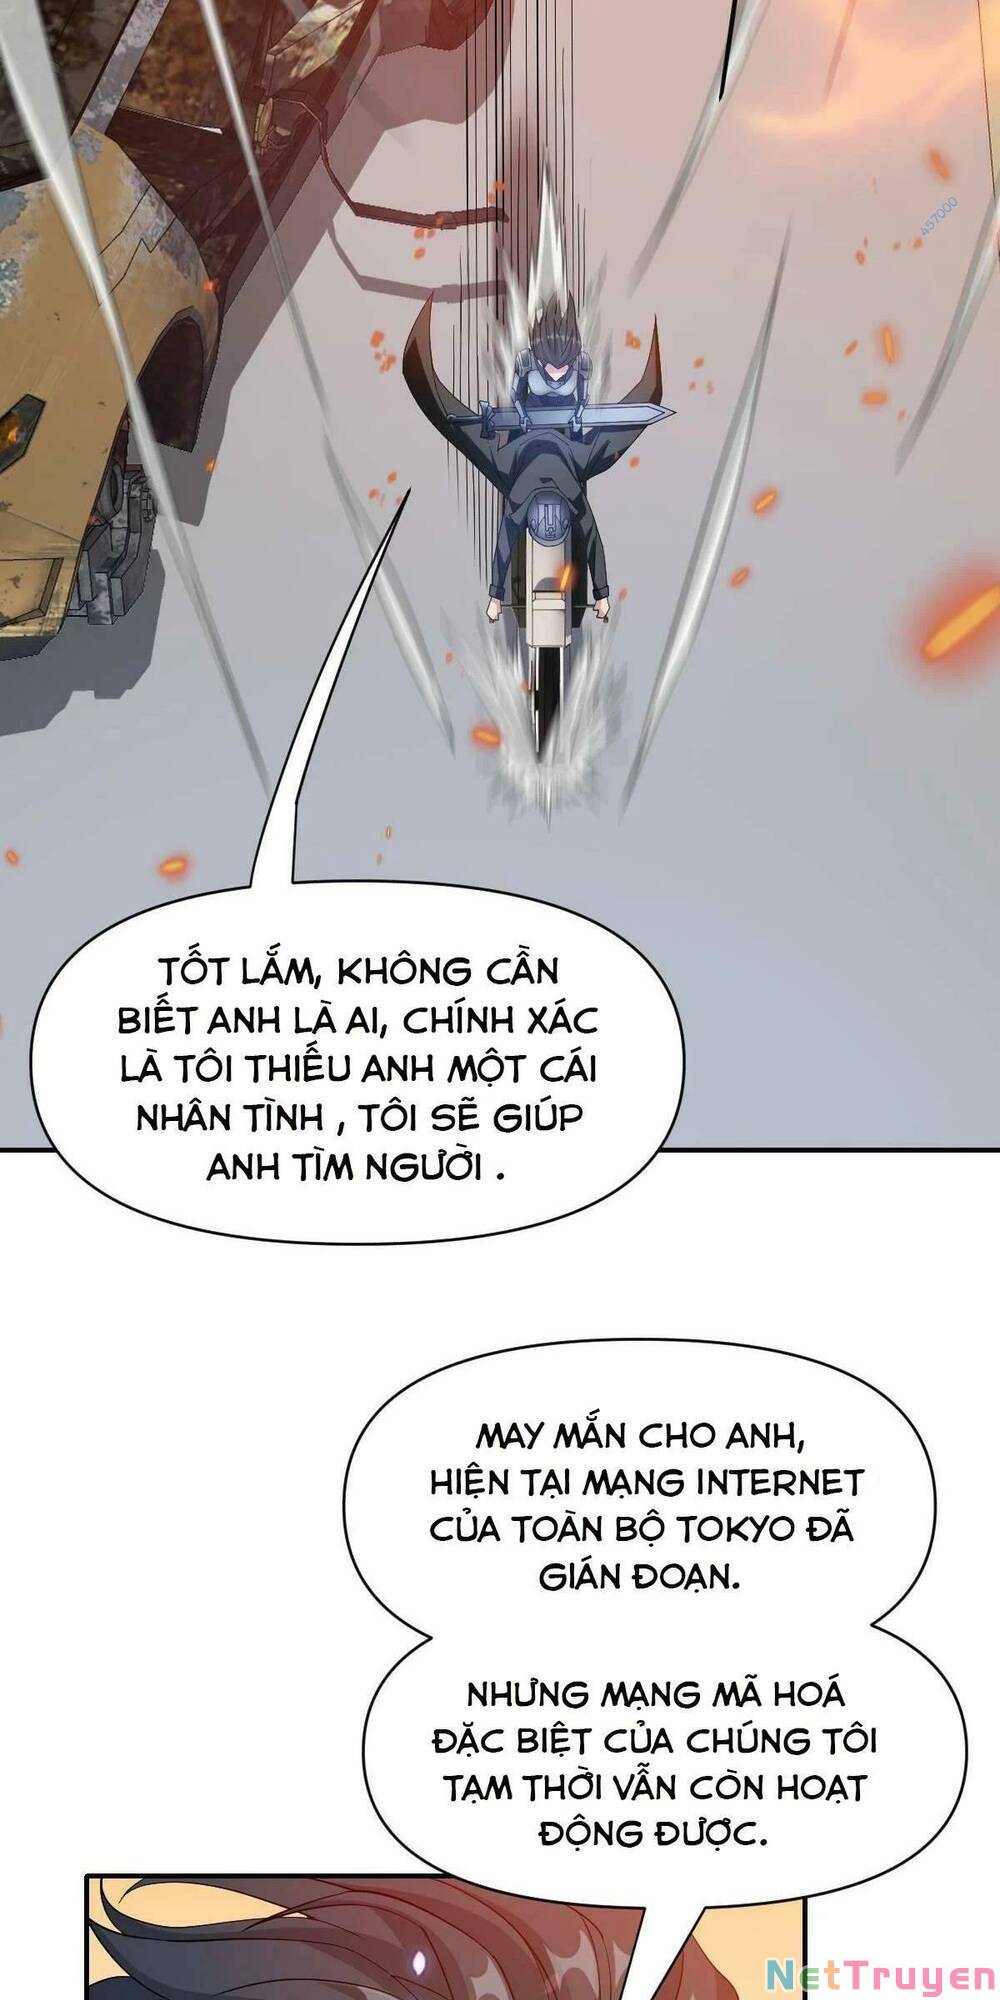 457000
NetTruyen
TỐT LẮM, KHÔNG CẦN
BIẾT ANH LÀ AI, CHÍNH XÁC
LÀ TÔI THIẾU ANH MỘT CÁI
NHÂN TÌNH , TÔI SẼ GIÚP
ANH TÌM NGƯỜI .
MAY MẮN CHO ANH,
HIỆN TẠI MẠNG INTERNET
CỦA TOÀN BỘ TOKYO ĐÃ
GIÁN ĐOẠN.
NHƯNG MẠNG MÃ HOÁ
ĐẶC BIỆT CỦA CHÚNG TÔI
TẠM THỜI VẪN CÒN HOẠT
ĐỘNG ĐƯỢC.
NetTruyen